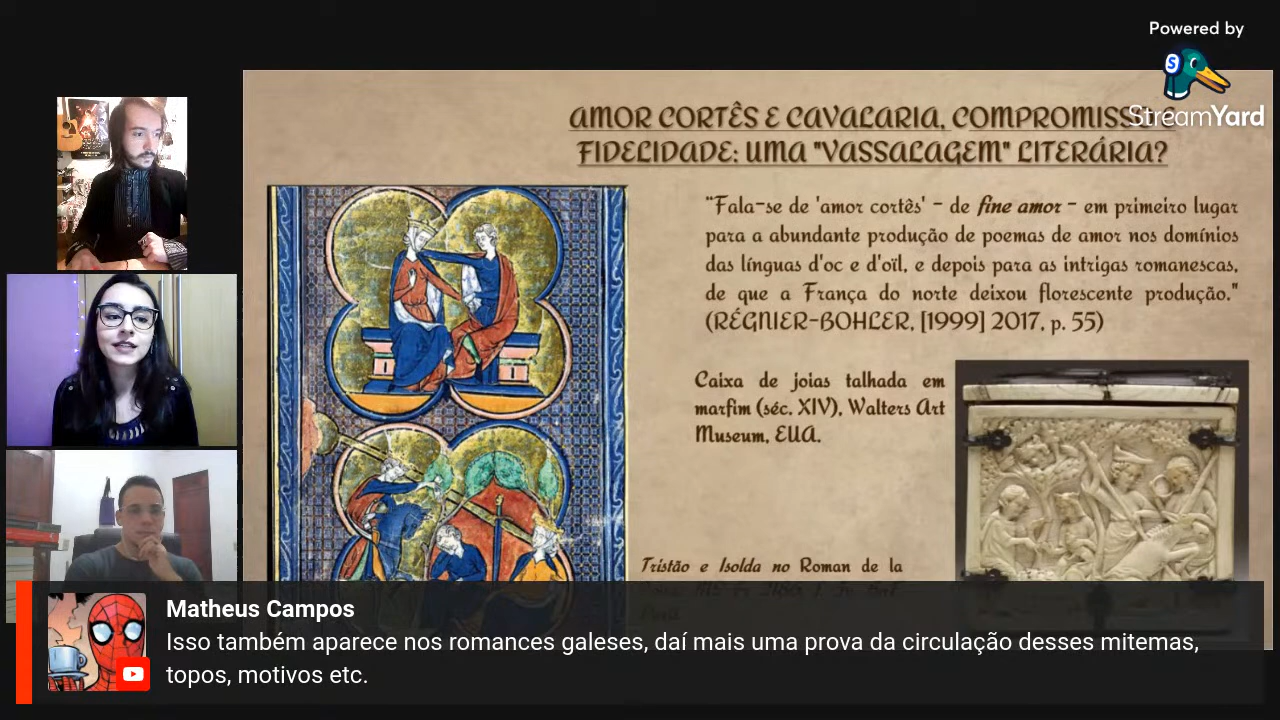 Powered by
S
StreamYard
AMOR CORTÊS E CAVALARIA, COMPROMISSO E
FIDELIDADE: UMA "VASSALAGEM" LITERÁRIA?
"Fala-se de 'amor cortês' - de fine amor - em primeiro lugar
para a abundante produção de poemas de amor nos domínios
das línguas d'oc e d'oïl, e depois para as intrigas romanescas,
de que a França do norte deixou florescente produção."
(RÉGNIER-BOHLER, [1999] 2017, p. 55)
Caixa de joias talhada em
marfim (séc. XIV), Walters Art
Museum, EUA.
Tristão e Isolda no Roman de la
Matheus Campos
Isso também aparece nos romances galeses, daí mais uma prova da circulação desses mitemas,
topos, motivos etc.